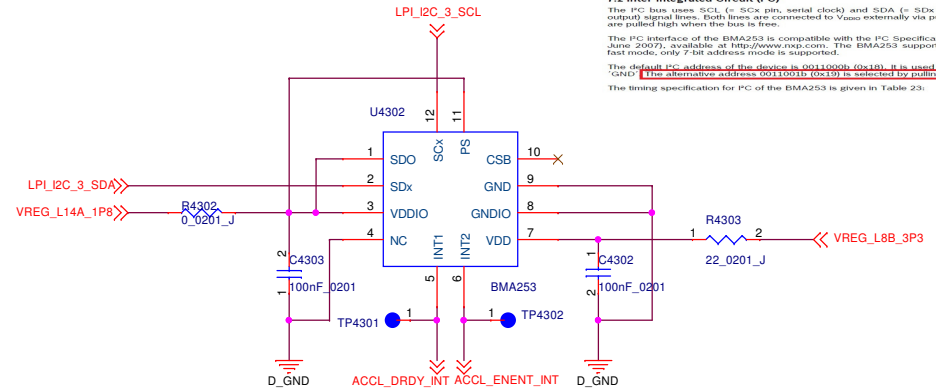 LPI_I2C_3_SCL
7.1 Inter-Integrated Circuit (I²C)
The I²C bus uses SCL (= SCx pin, serial clock) and SDA (= SDx
output) signal lines. Both lines are connected to VDDIO externally via p
are pulled high when the bus is free.
The I²C interface of the BMA253 is compatible with the I²C Specifica
June 2007), available at http://www.nxp.com. The BMA253 suppor
fast mode, only 7-bit address mode is supported.
The default I²C address of the device is 0011000b (0x18). It is used
'GND' The alternative address 0011001b (0x19) is selected by pullin
The timing specification for I²C of the BMA253 is given in Table 23:
U4302
12
11
SCx
PS
1
SDO
CSB
10
LPI_I2C_3_SDA
2
SDx
GND
9
VREG_L14A_1P8
R4302
0_0201_J
3
VDDIO
GNDIO
8
4
NC
VDD
7
1
R4303
2
22_0201_J
VREG_L8B_3P3
INT1
INT2
5
6
BMA253
2
C4303
100nF_0201
1
1
C4302
100nF_0201
2
TP4301
1
1
TP4302
D_GND
ACCL_DRDY_INT
ACCL_ENENT_INT
D_GND